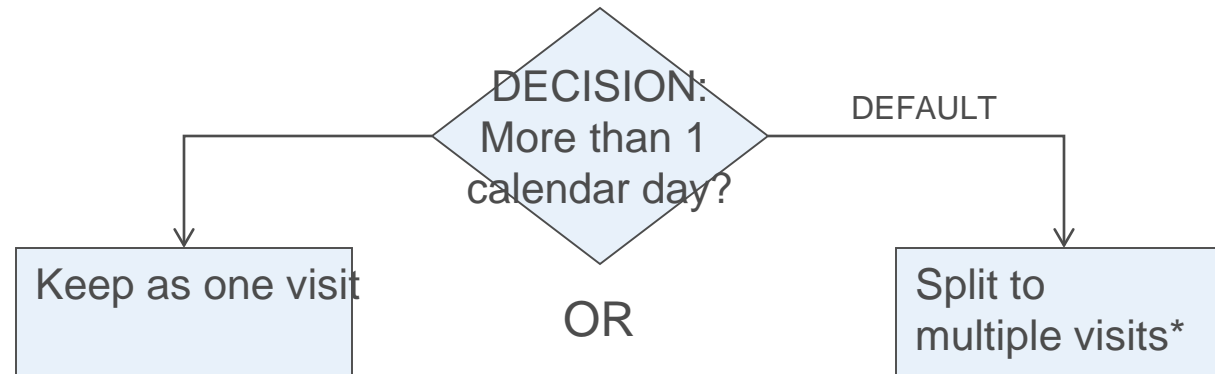 DECISION:
More than 1
calendar day?
DEFAULT
Keep as one visit
OR
Split to
multiple visits*